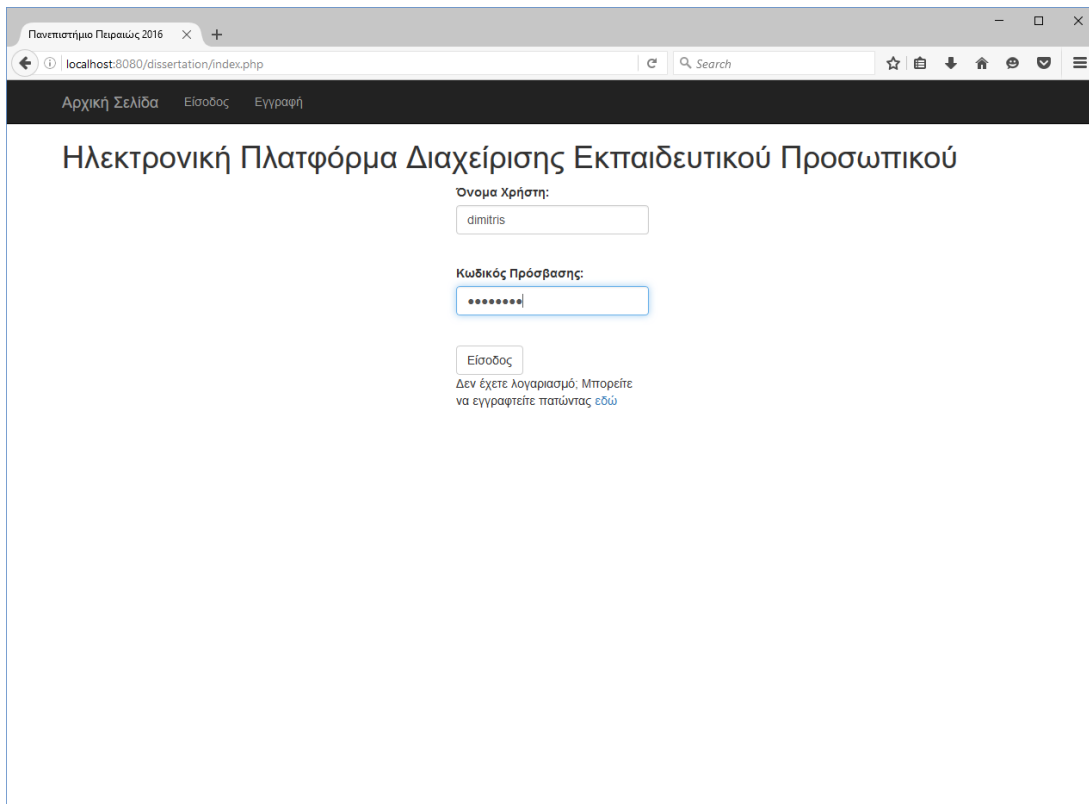 Πανεπιστήμιο Πειραιώς 2016
localhost:8080/dissertation/index.php
Search
Αρχική Σελίδα Είσοδος Εγγραφή
Ηλεκτρονική Πλατφόρμα Διαχείρισης Εκπαιδευτικού Προσωπικού
Όνομα Χρήστη:
dimitris
Κωδικός Πρόσβασης:
••••••••
Είσοδος
Δεν έχετε λογαριασμό; Μπορείτε
να εγγραφτείτε πατώντας εδώ